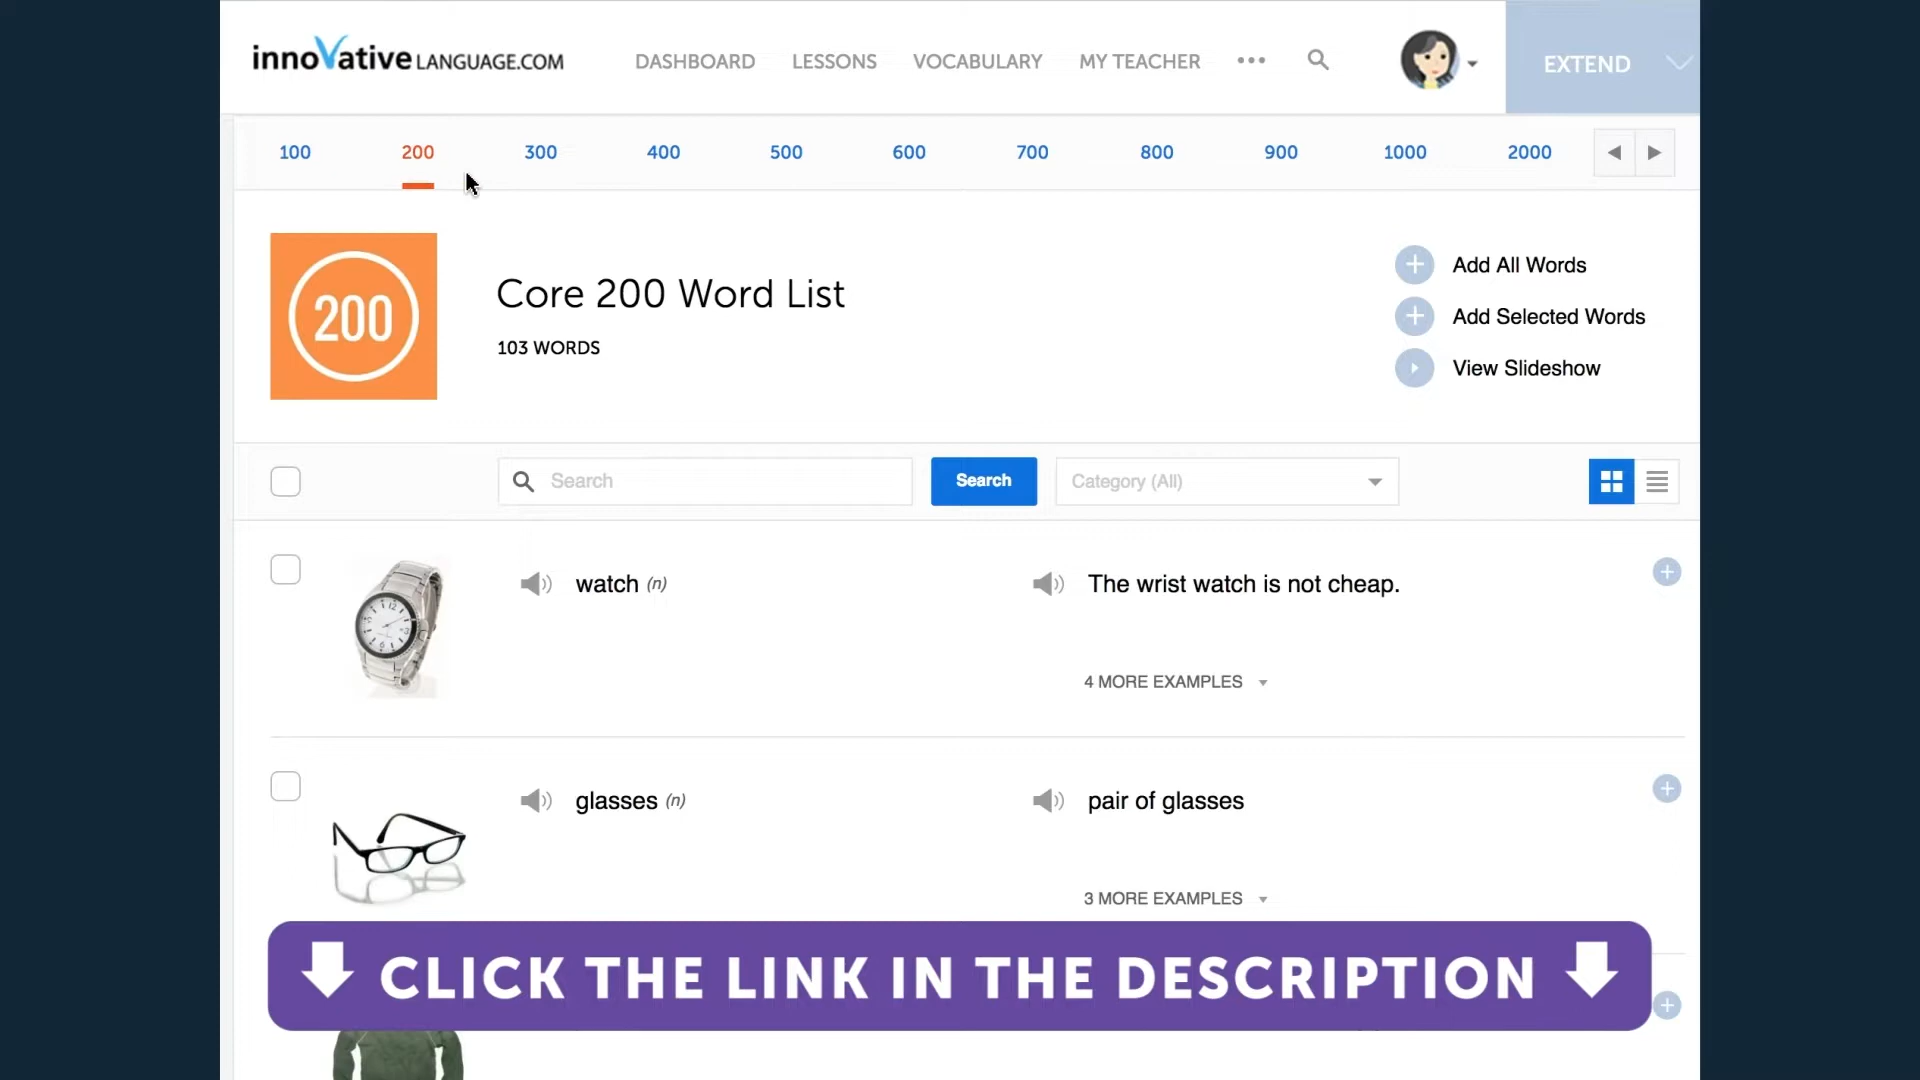 innoVative LANGUAGE.COM
DASHBOARD LESSONS VOCABULARY MY TEACHER
EXTEND
100 200 300 400 500 600 700 800 900 1000 2000
200
Core 200 Word List
103 WORDS
Add All Words
Add Selected Words
View Slideshow
Search Search Category (All)
watch (n) The wrist watch is not cheap.
4 MORE EXAMPLES
glasses (n) pair of glasses
3 MORE EXAMPLES
CLICK THE LINK IN THE DESCRIPTION